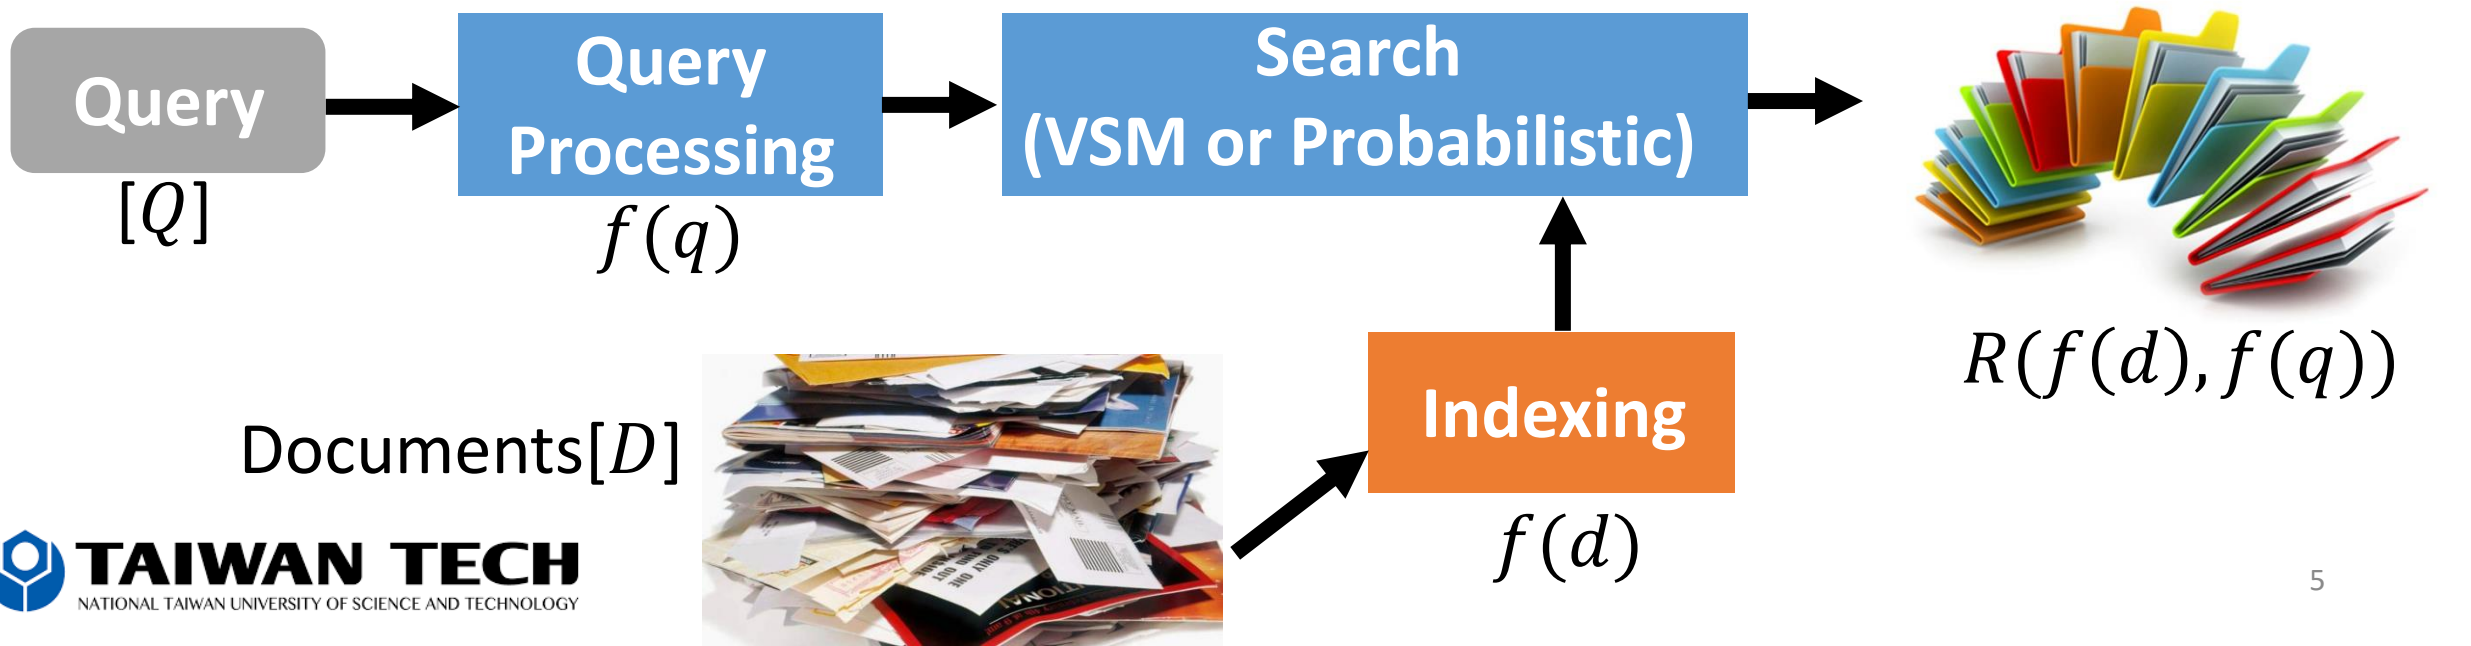 Query
[Q]
Query
Processing
f(q)
Search
(VSM or Probabilistic)
R(f(d), f(q))
Documents[D]
Indexing
f(d)
TAIWAN TECH
NATIONAL TAIWAN UNIVERSITY OF SCIENCE AND TECHNOLOGY
5